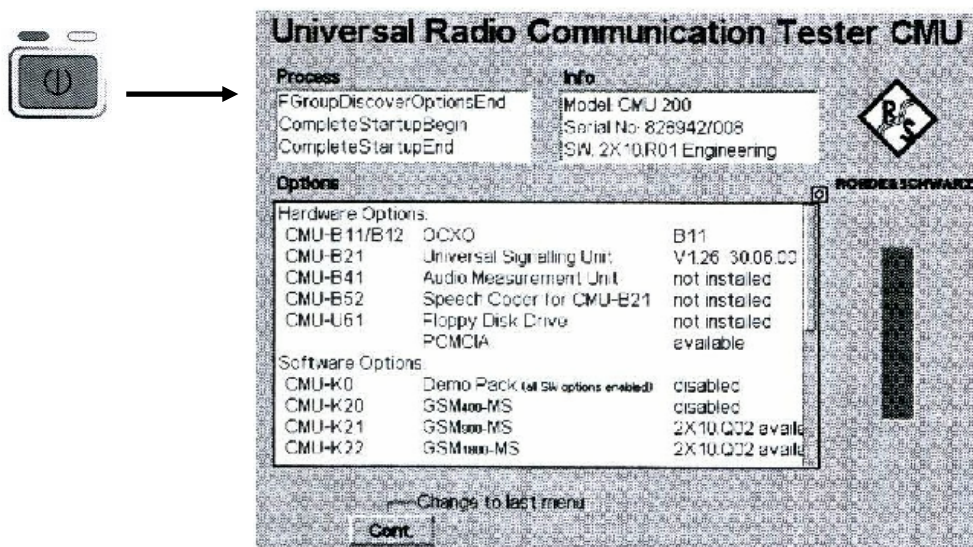 Universal Radio Communication Tester CMU
Process
Info
FGroupDiscoverOptionsEnd
CompleteStartupBegin
CompleteStartupEnd
Model: CMU 200
Serial No: 828942/008
SW: 2X10.R01 Engineering
R
S
Options
ROHDE & SCHWARZ
Hardware Options:
CMU-B11/B12 OCXO B11
CMU-B21 Universal Signalling Unit V1.26 30.06.00
CMU-B41 Audio Measurement Unit not installed
CMU-B52 Speech Coder for CMU-B21 not installed
CMU-U61 Floppy Disk Drive not installed
PCMCIA available
Software Options:
CMU-K0 Demo Pack (all SW options enabled) disabled
CMU-K20 GSM400-MS disabled
CMU-K21 GSM900-MS 2X10.Q02 availa
CMU-K22 GSM1800-MS 2X10.Q02 availa
Change to last menu
Cont.